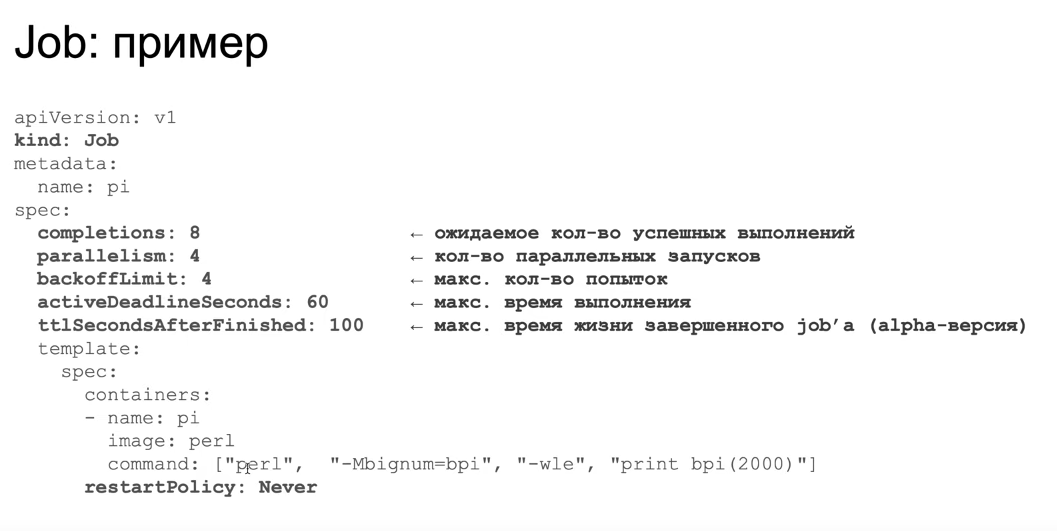 Job: пример
apiVersion: v1
kind: Job
metadata:
  name: pi
spec:
  completions: 8 ← ожидаемое кол-во успешных выполнений
  parallelism: 4 ← кол-во параллельных запусков
  backoffLimit: 4 ← макс. кол-во попыток
  activeDeadlineSeconds: 60 ← макс. время выполнения
  ttlSecondsAfterFinished: 100 ← макс. время жизни завершенного job’а (alpha-версия)
  template:
    spec:
      containers:
      - name: pi
        image: perl
        command: ["perl",  "-Mbignum=bpi", "-wle", "print bpi(2000)"]
      restartPolicy: Never